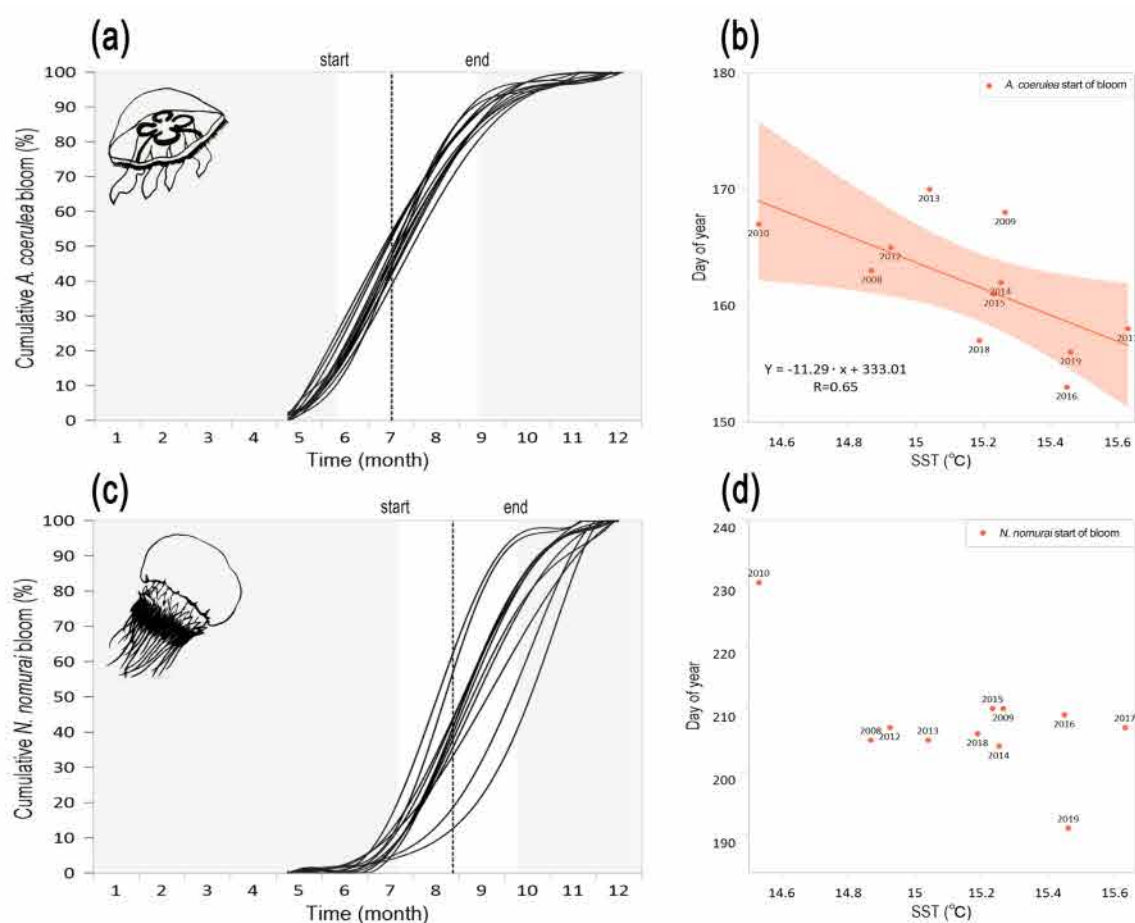 (a)
start end
Cumulative A. coerulea bloom (%)
100
90
80
70
60
50
40
30
20
10
0
1 2 3 4 5 6 7 8 9 10 11 12
Time (month)
(b)
A. coerulea start of bloom
Day of year
180
170
160
150
2010
2008
2012
2013
2009
2014
2015
2018
2019
2016
Y = -11.29 · x + 333.01
R=0.65
14.6 14.8 15 15.2 15.4 15.6
SST (°C)
(c)
start end
Cumulative N. nomurai bloom (%)
100
90
80
70
60
50
40
30
20
10
0
1 2 3 4 5 6 7 8 9 10 11 12
Time (month)
(d)
N. nomurai start of bloom
Day of year
240
230
220
210
200
190
2010
2008
2012
2013
2015
2009
2018
2014
2016
2017
2019
14.6 14.8 15 15.2 15.4 15.6
SST (°C)